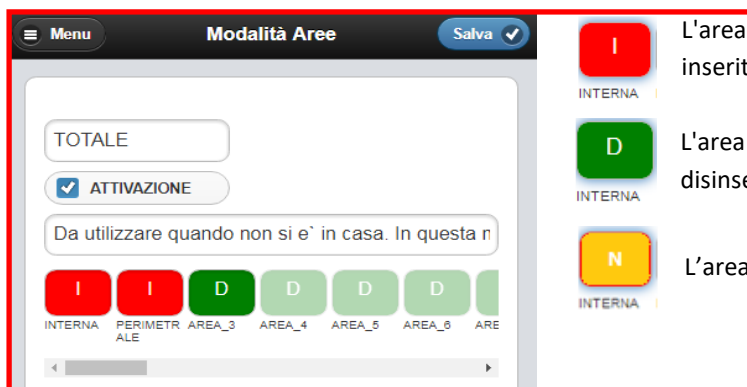 Menu
Modalità Aree
Salva
TOTALE
ATTIVAZIONE
Da utilizzare quando non si e` in casa. In questa
I I D D D D
INTERNA PERIMETR AREA_3 AREA_4 AREA_5 AREA_6 ARE
ALE
I
INTERNA
L'area
inserit
D
INTERNA
L'area
disinse
N
INTERNA
L’area